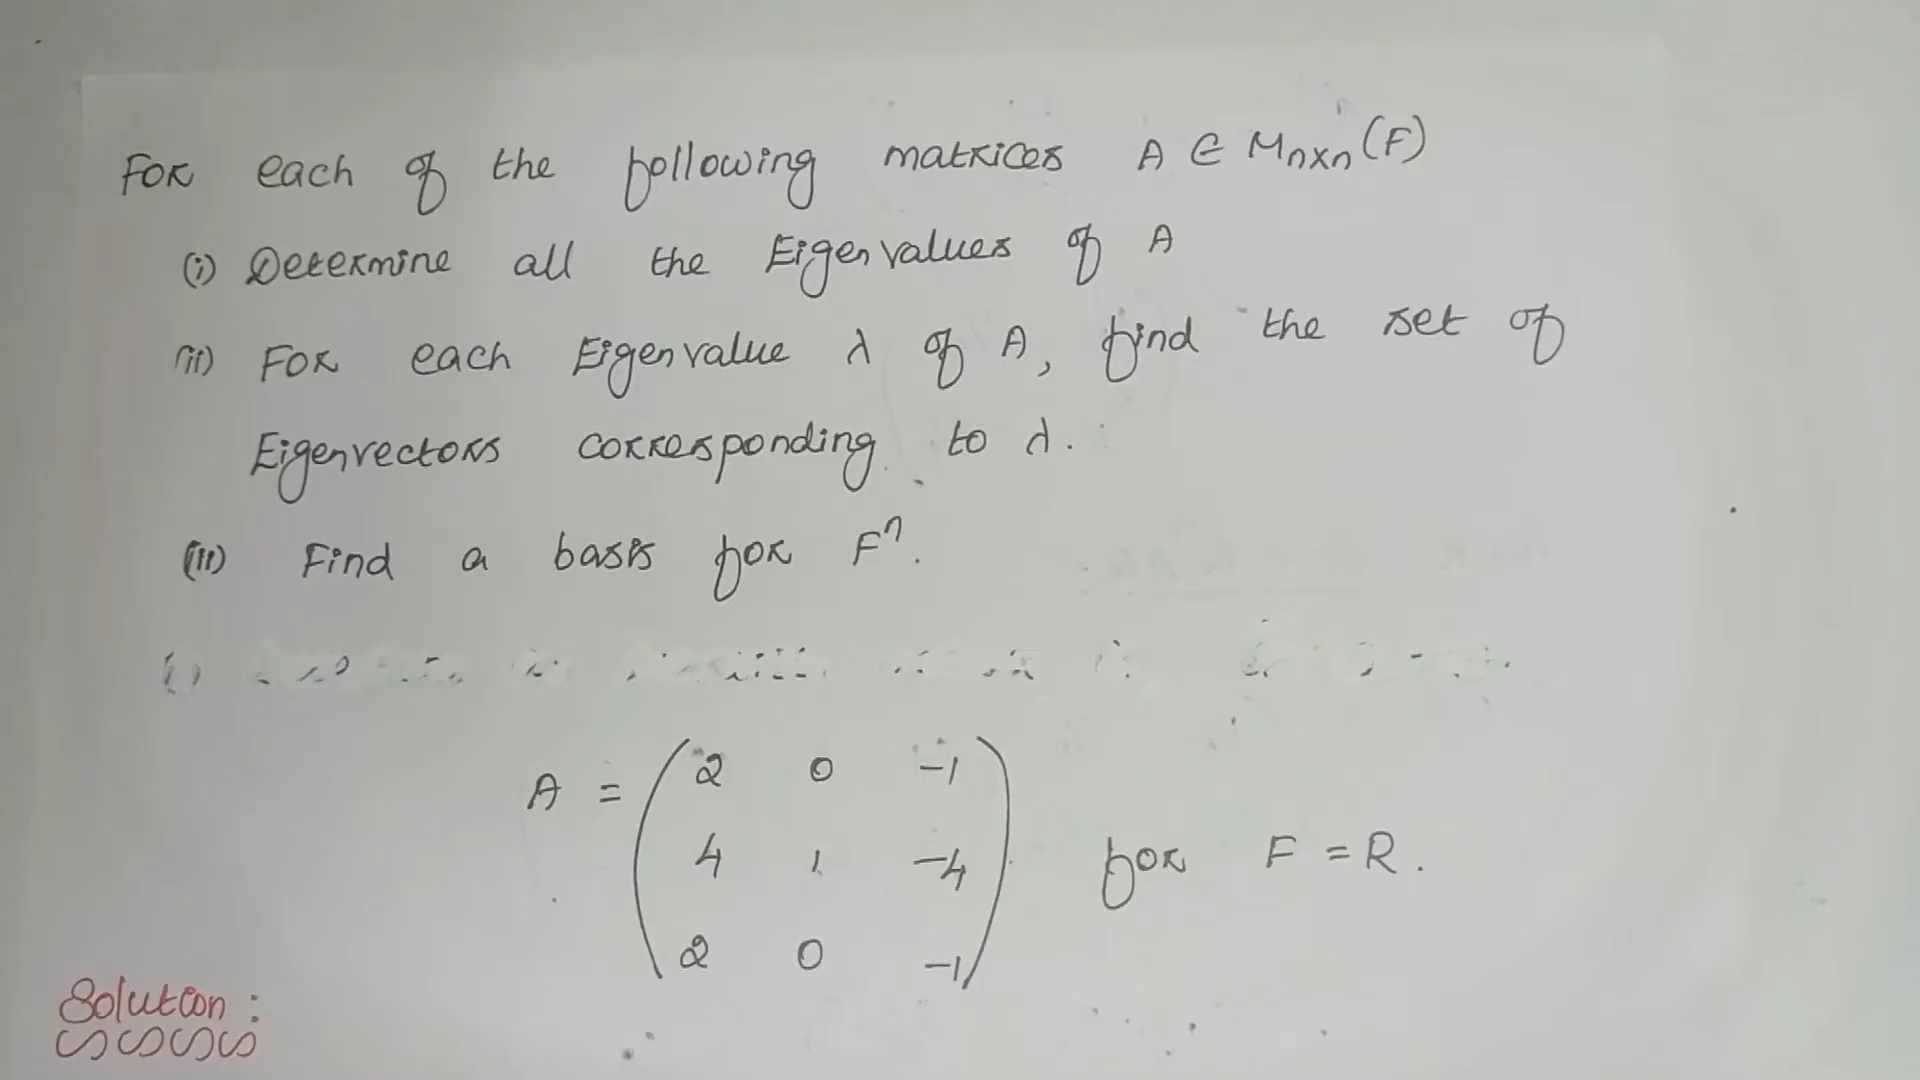 For each of the following matrices A ∈ Mnxn(F)
(i) Determine all the Eigenvalues of A
(ii) For each Eigenvalue λ of A, find the set of
Eigenvectors corresponding to λ.
(iii) Find a basis for Fⁿ.
A = ( 2 0 -1
4 1 -4
2 0 -1 ) for F = R.
Solution: